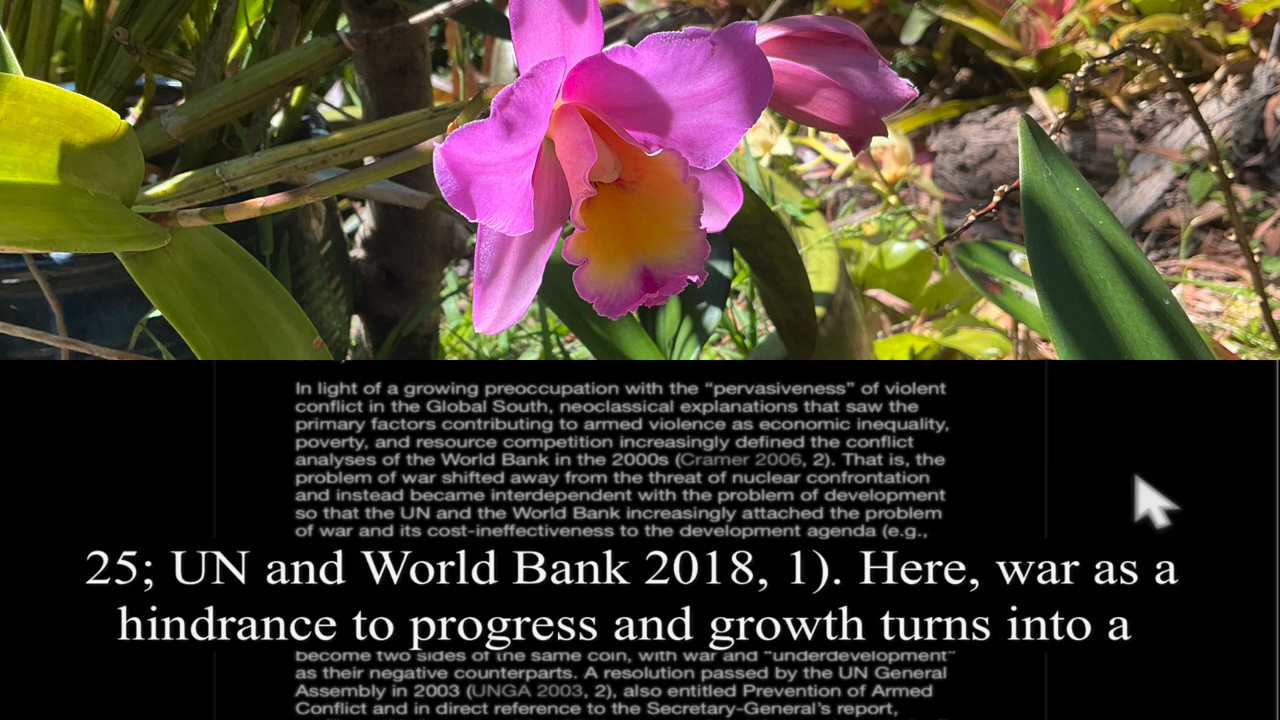 In light of a growing preoccupation with the “pervasiveness” of violent
conflict in the Global South, neoclassical explanations that saw the
primary factors contributing to armed violence as economic inequality,
poverty, and resource competition increasingly defined the conflict
analyses of the World Bank in the 2000s (Cramer 2006, 2). That is, the
problem of war shifted away from the threat of nuclear confrontation
and instead became interdependent with the problem of development
so that the UN and the World Bank increasingly attached the problem
of war and its cost-ineffectiveness to the development agenda (e.g.,
25; UN and World Bank 2018, 1). Here, war as a
hindrance to progress and growth turns into a
become two sides of the same coin, with war and “underdevelopment”
as their negative counterparts. A resolution passed by the UN General
Assembly in 2003 (UNGA 2003, 2), also entitled Prevention of Armed
Conflict and in direct reference to the Secretary-General’s report,